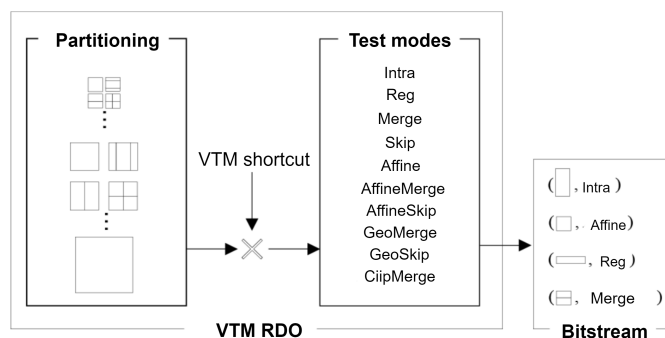 Partitioning
Test modes
Intra
Reg
Merge
Skip
Affine
AffineMerge
AffineSkip
GeoMerge
GeoSkip
CiipMerge
VTM shortcut
( , Intra )
( , Affine)
( , Reg )
( , Merge )
VTM RDO
Bitstream